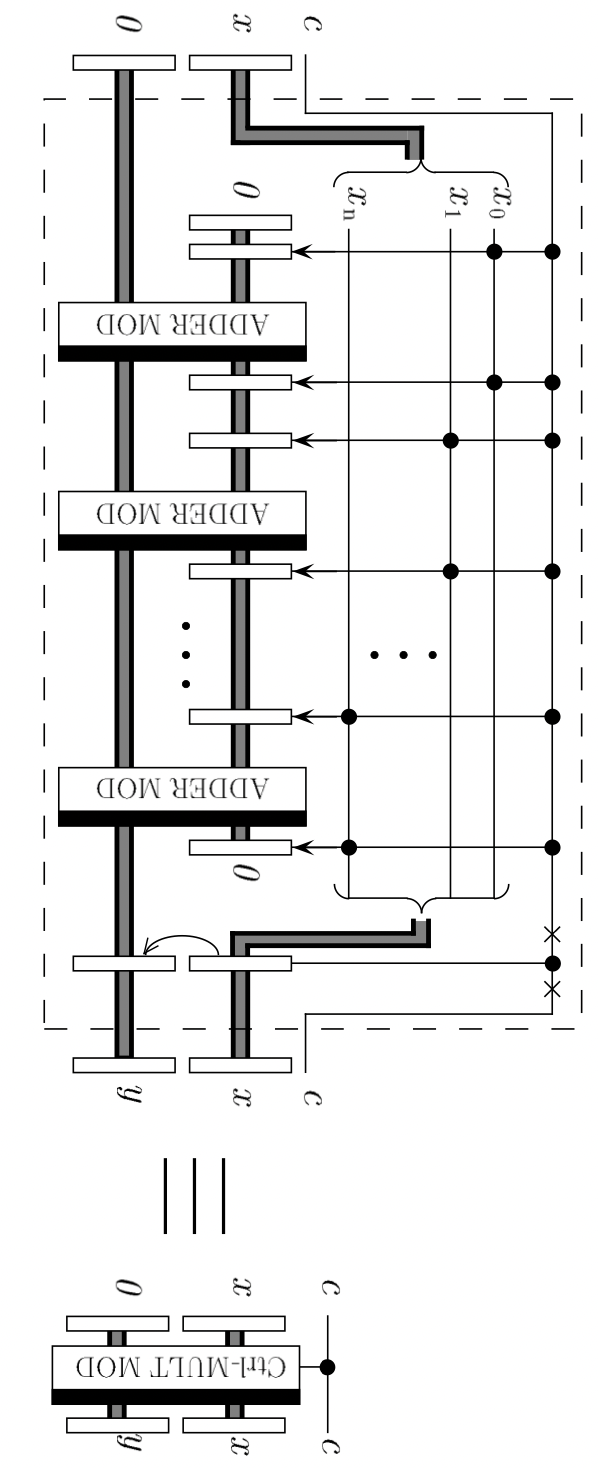 0 x c
0
xn x1 x0
ADDER MOD
ADDER MOD
ADDER MOD
0
y x c
0 x c
Ctrl-MULT MOD
y x c